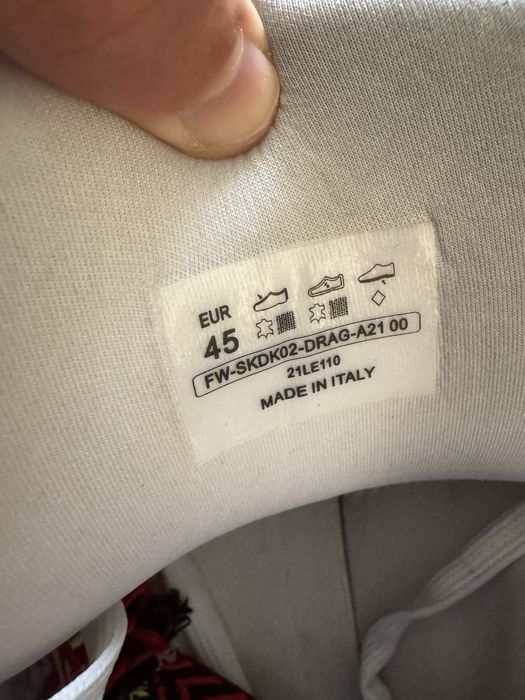 EUR
45
FW-SKDK02-DRAG-A21 00
21LE110
MADE IN ITALY